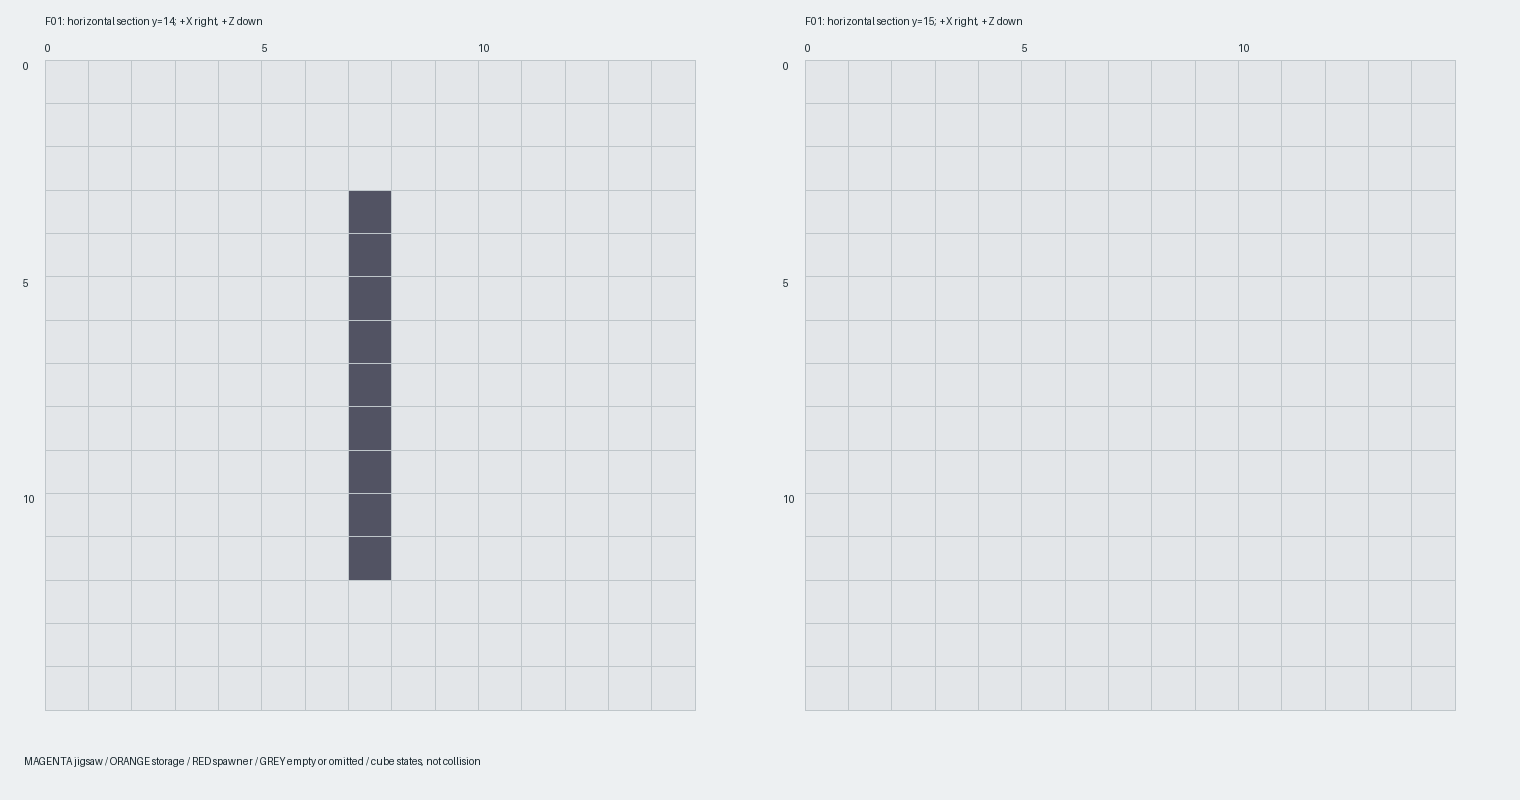 F01: horizontal section y=14; +X right, +Z down
F01: horizontal section y=15; +X right, +Z down
0 5 10
0 5 10
0
0
5
5
10
10
MAGENTA jigsaw / ORANGE storage / RED spawner / GREY empty or omitted / cube states, not collision